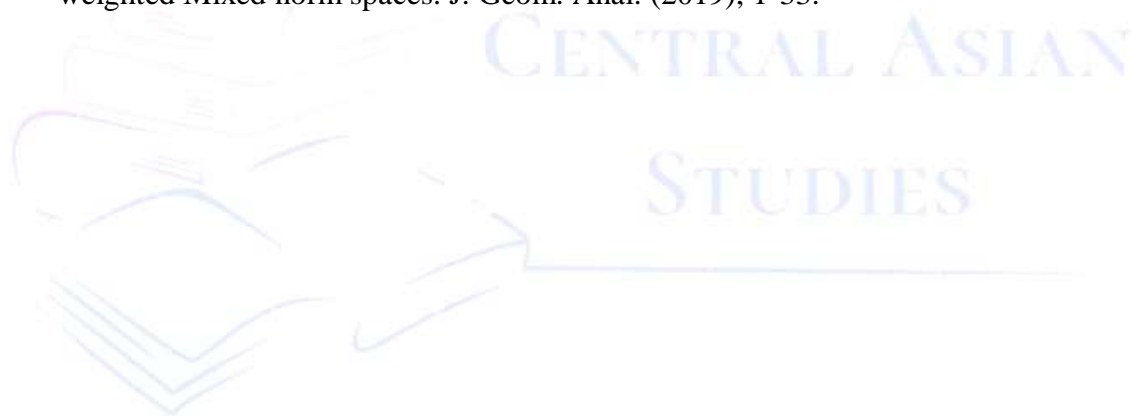 weighted Mixed norm spaces. J. Geom. Anal. (2019), 1-33.
CENTRAL ASIAN
STUDIES